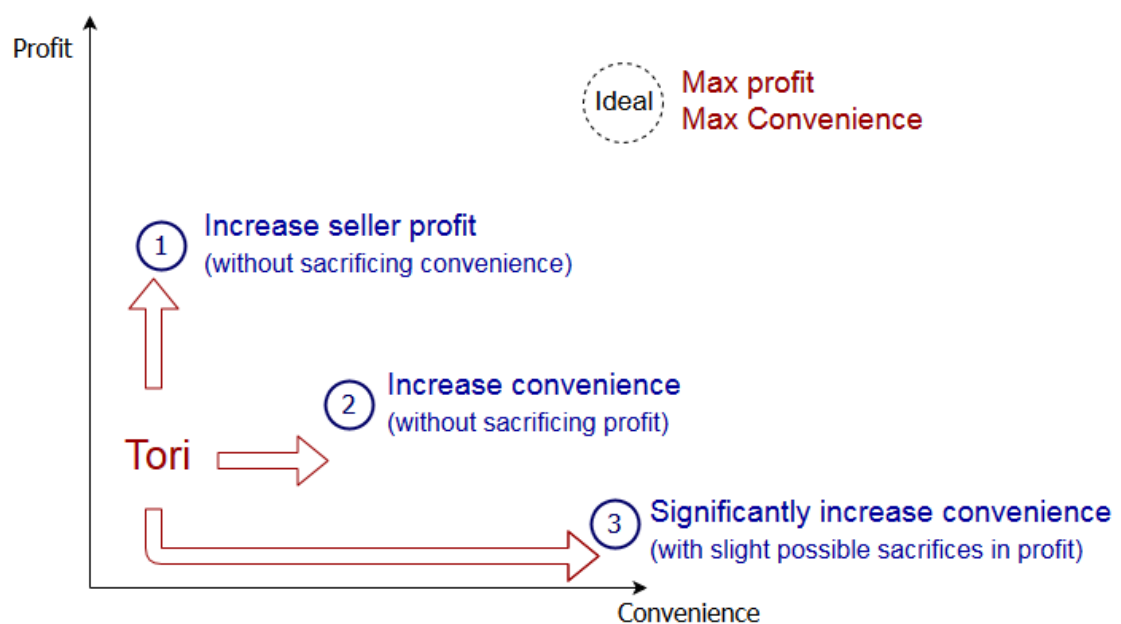 Profit
Ideal
Max profit
Max Convenience
1
Increase seller profit
(without sacrificing convenience)
2
Increase convenience
(without sacrificing profit)
Tori
3
Significantly increase convenience
(with slight possible sacrifices in profit)
Convenience